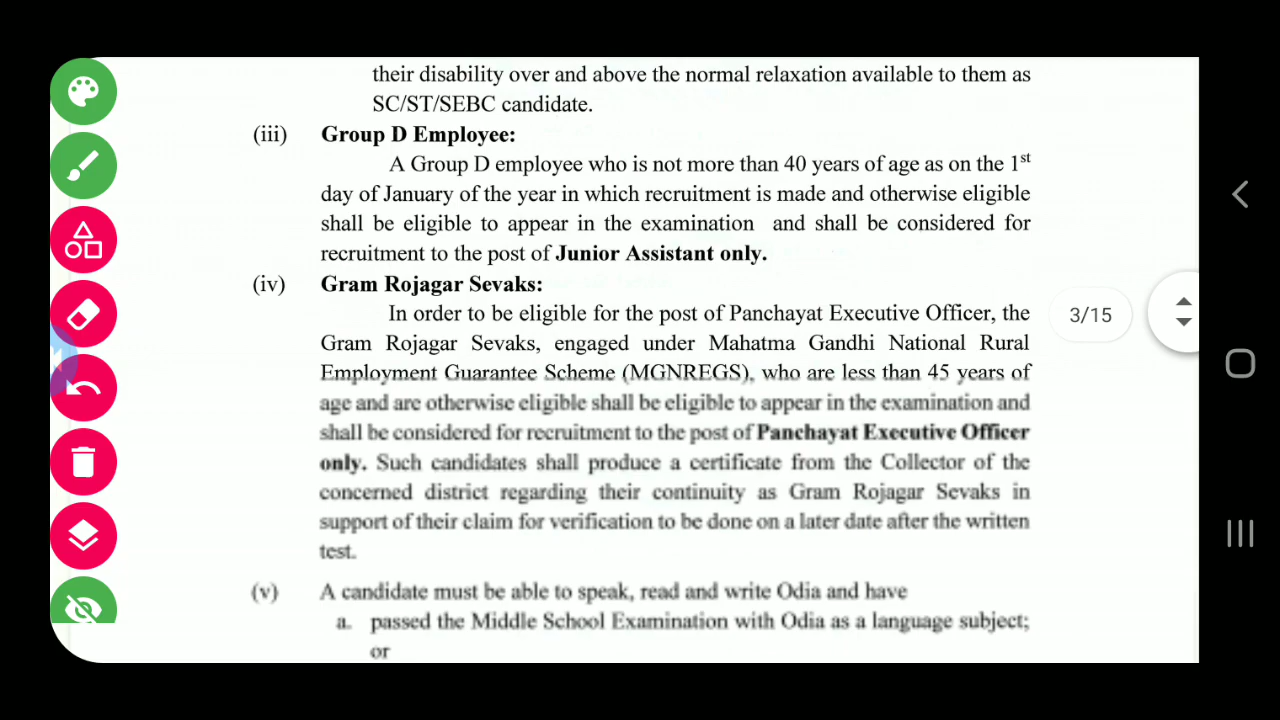 their disability over and above the normal relaxation available to them as
SC/ST/SEBC candidate.
(iii) Group D Employee:
A Group D employee who is not more than 40 years of age as on the 1st
day of January of the year in which recruitment is made and otherwise eligible
shall be eligible to appear in the examination and shall be considered for
recruitment to the post of Junior Assistant only.
(iv) Gram Rojagar Sevaks:
In order to be eligible for the post of Panchayat Executive Officer, the
Gram Rojagar Sevaks, engaged under Mahatma Gandhi National Rural
Employment Guarantee Scheme (MGNREGS), who are less than 45 years of
age and are otherwise eligible shall be eligible to appear in the examination and
shall be considered for recruitment to the post of Panchayat Executive Officer
only. Such candidates shall produce a certificate from the Collector of the
concerned district regarding their continuity as Gram Rojagar Sevaks in
support of their claim for verification to be done on a later date after the written
test.
(v) A candidate must be able to speak, read and write Odia and have
a. passed the Middle School Examination with Odia as a language subject;
or
3/15